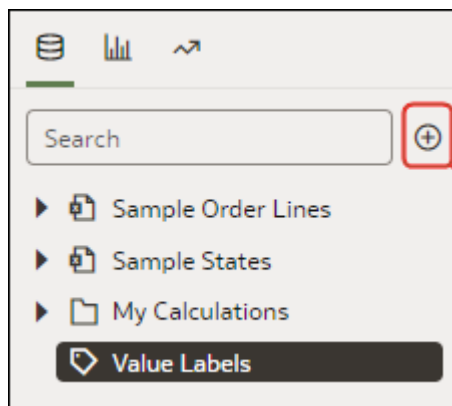 Search
Sample Order Lines
Sample States
My Calculations
Value Labels